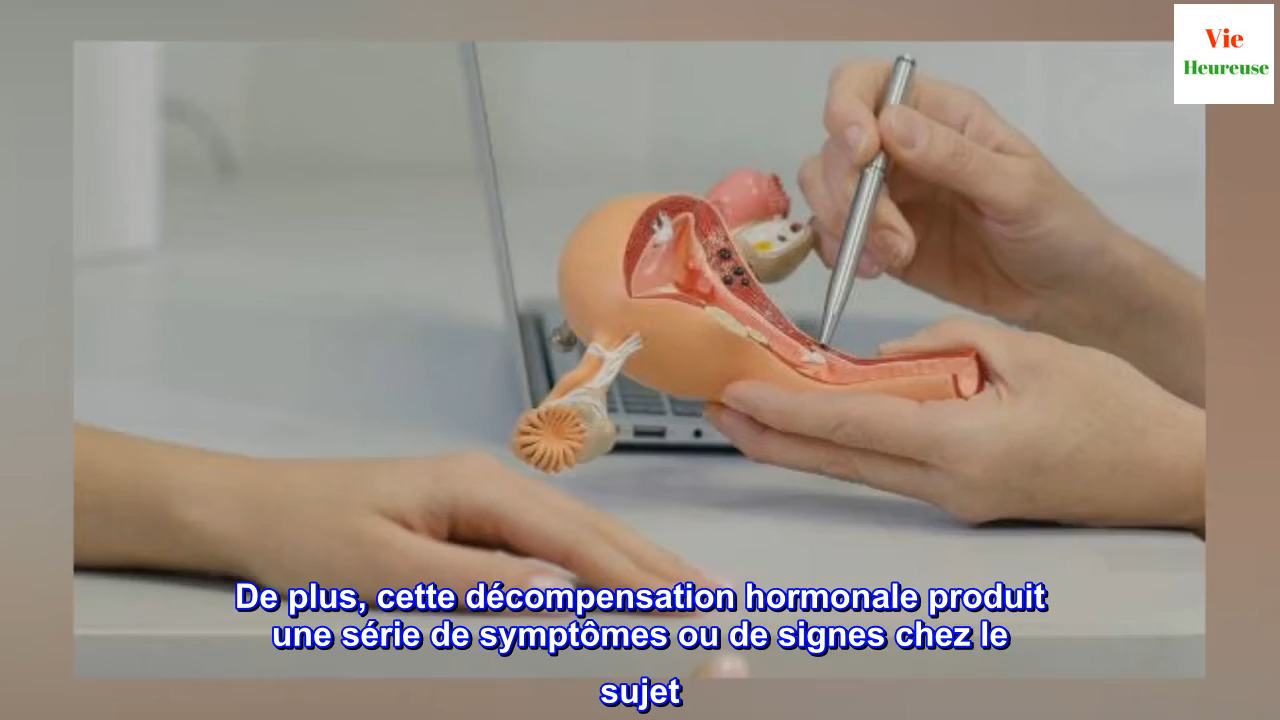 Vie
Heureuse
De plus, cette décompensation hormonale produit
une série de symptômes ou de signes chez le
sujet